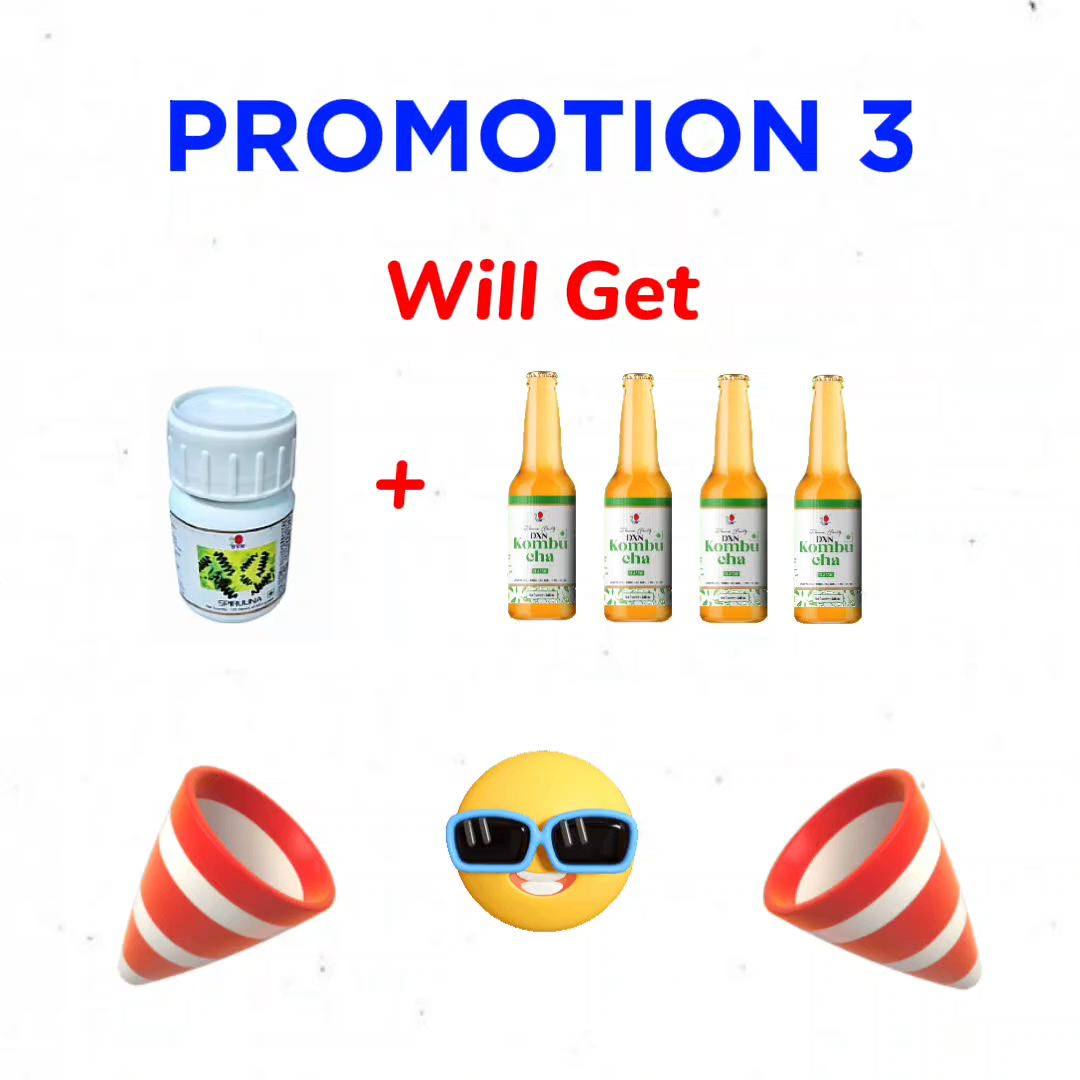 PROMOTION 3
Will Get
+
SPIRULINA
DXN
Kombu
cha
DXN
Kombu
cha
DXN
Kombu
cha
DXN
Kombu
cha